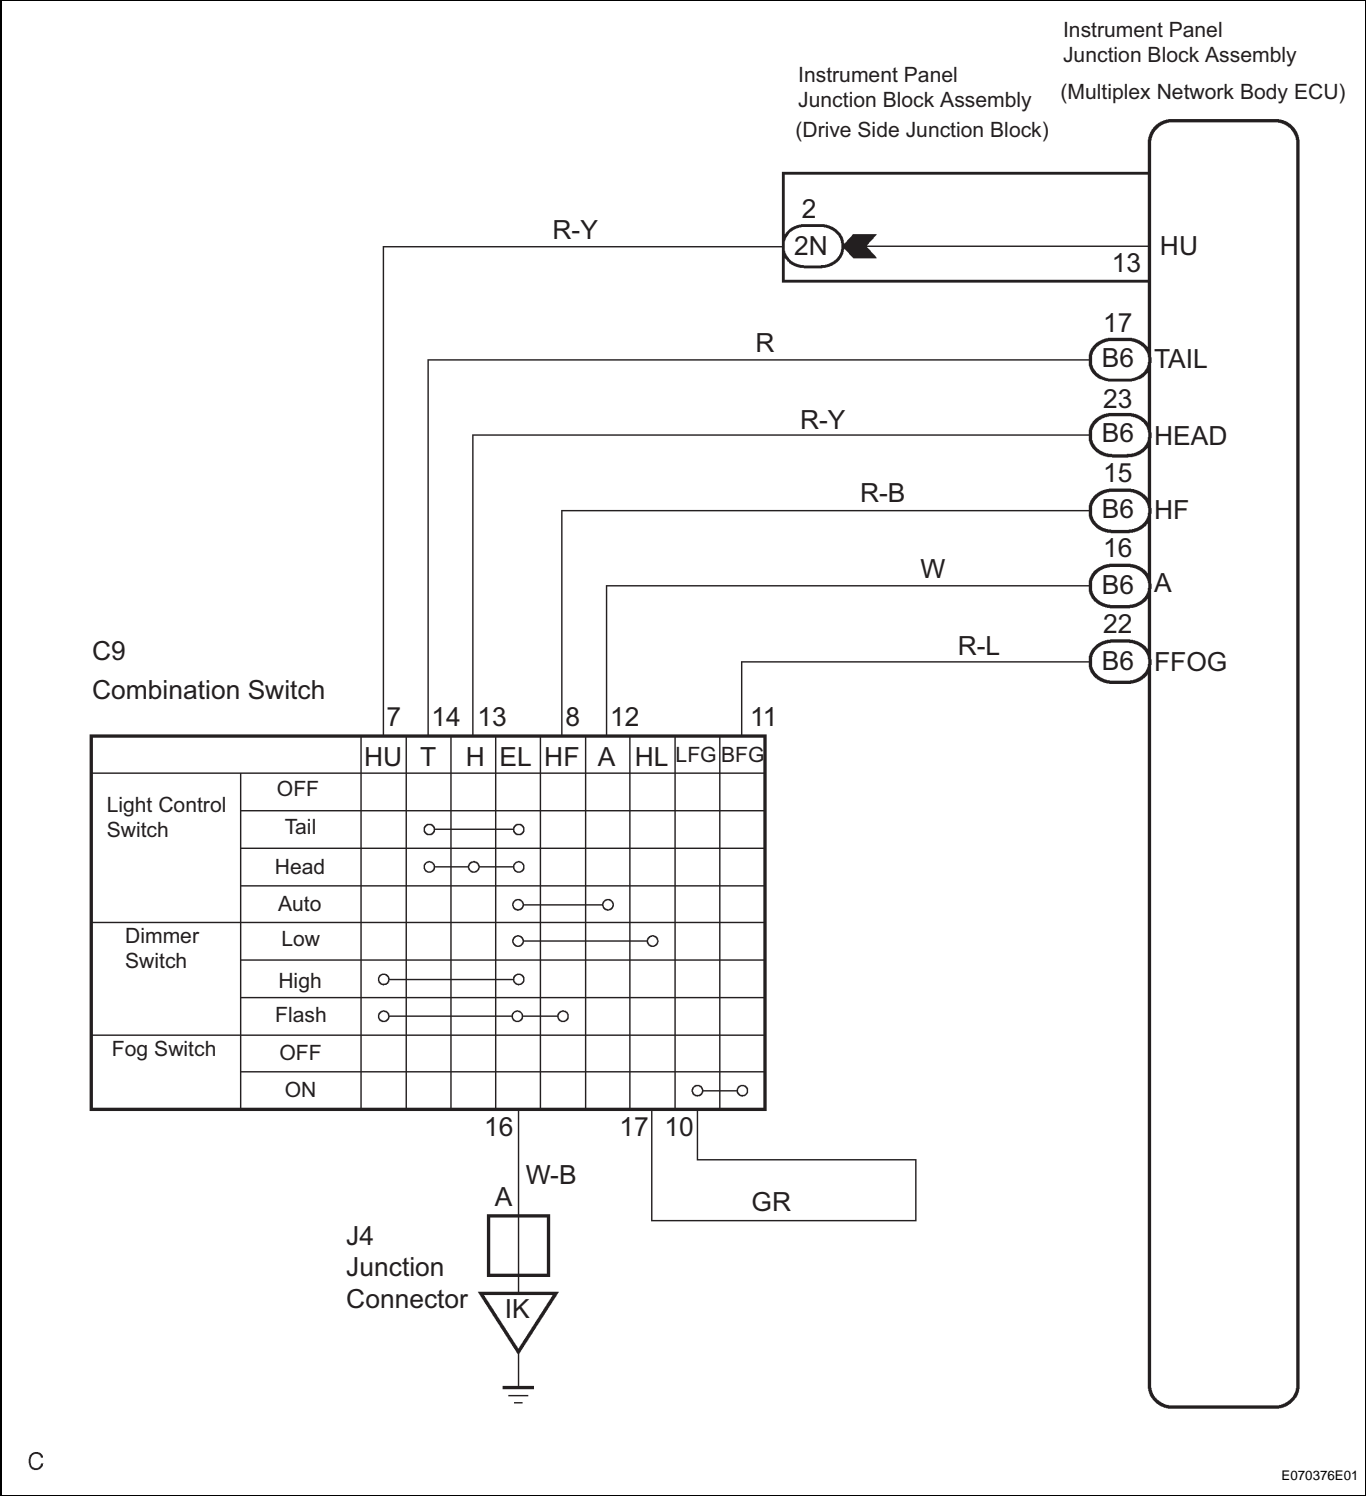 Instrument Panel
Junction Block Assembly
(Multiplex Network Body ECU)
Instrument Panel
Junction Block Assembly
(Drive Side Junction Block)
2
R-Y
2N
HU
13
17
R
B6
TAIL
23
R-Y
B6
HEAD
15
R-B
B6
HF
16
W
B6
A
22
R-L
B6
FFOG
C9
Combination Switch
7 14 13 8 12 11
HU T H EL HF A HL LFG BFG
Light Control
Switch
OFF
Tail
Head
Auto
Dimmer
Switch
Low
High
Flash
Fog Switch
OFF
ON
16 17 10
W-B
A
GR
J4
Junction
Connector
IK
C
E070376E01